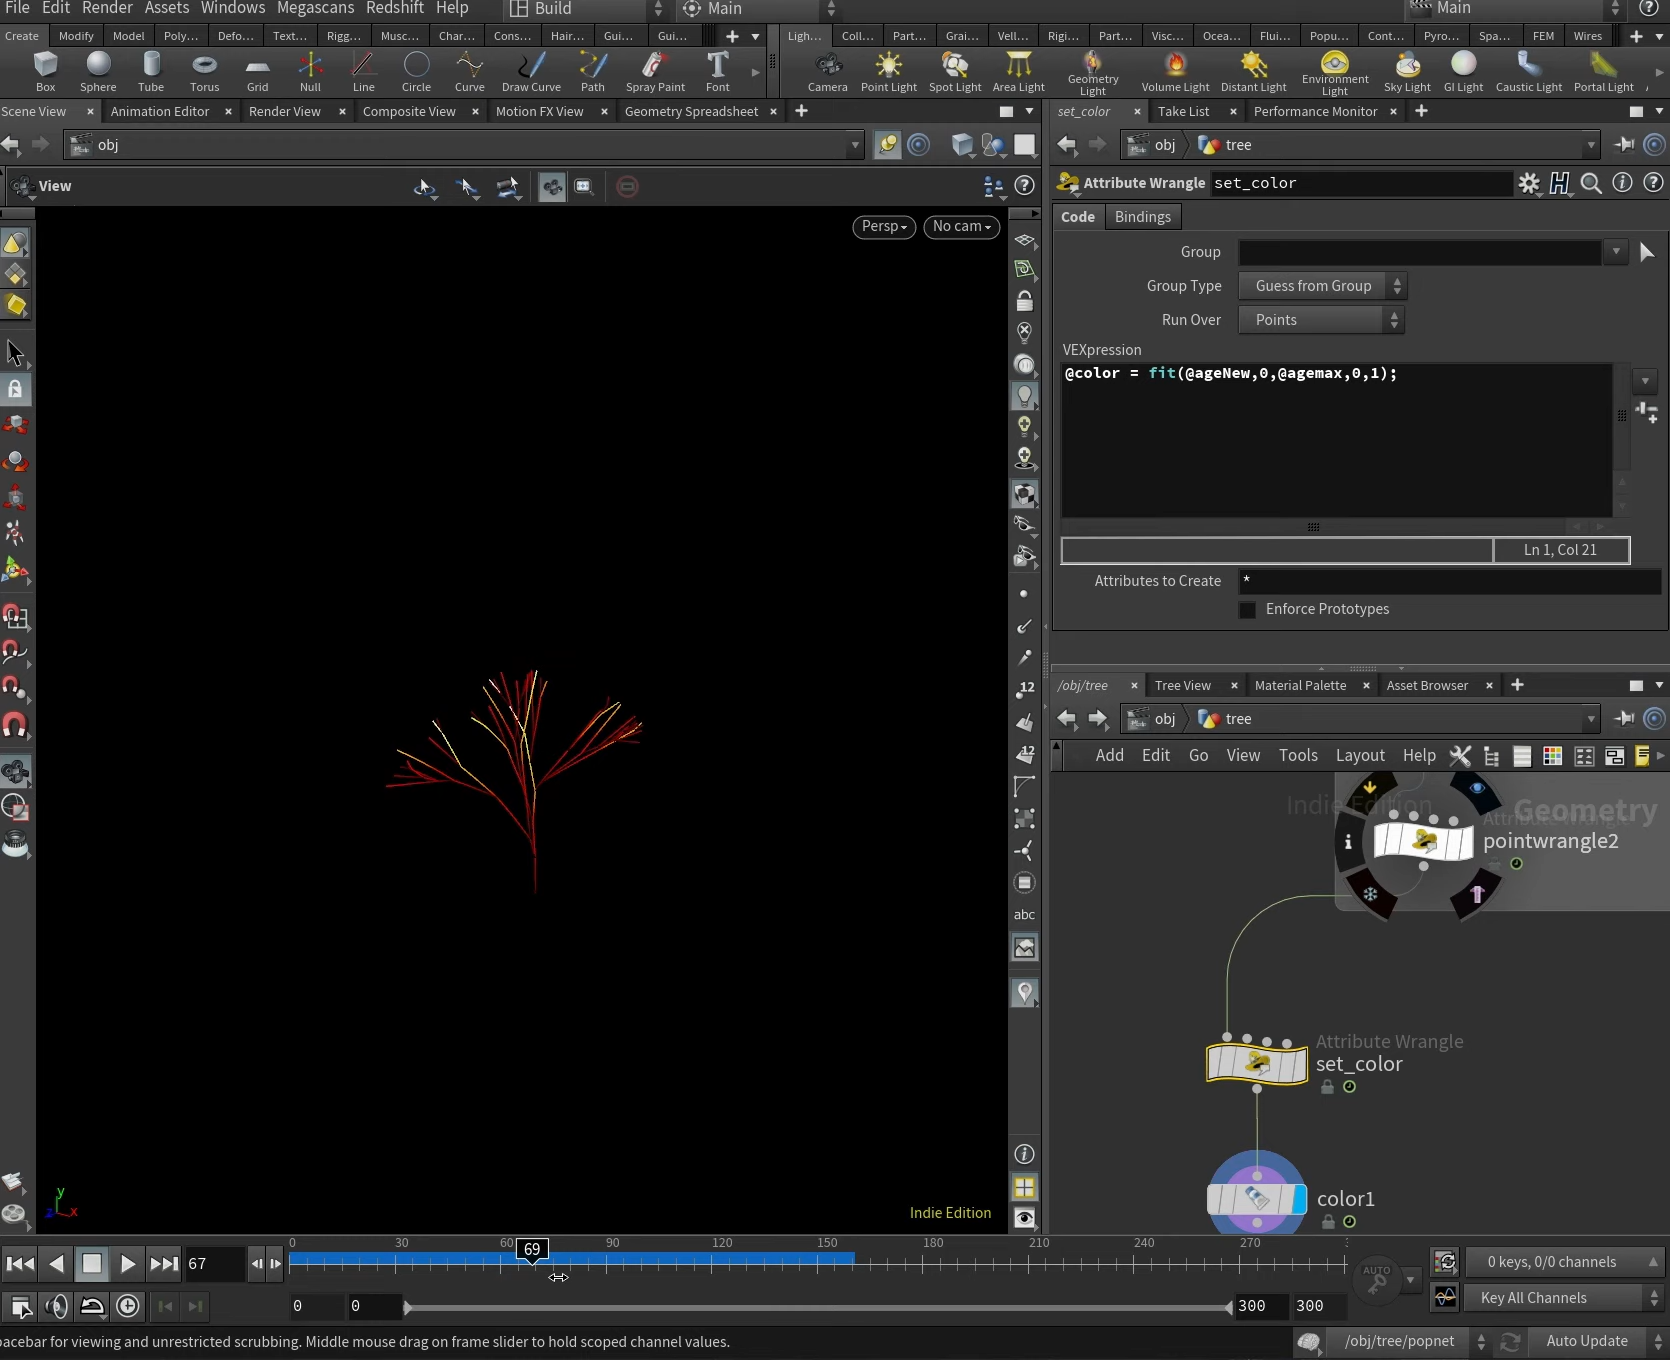 File Edit Render Assets Windows Megascans Redshift Help Build Main Main
Create Modify Model Poly... Defo... Text... Rigg... Musc... Char... Cons... Hair... Gui... Gui... Ligh... Coll... Part... Grai... Vell... Rigi... Part... Visc... Ocea... Flui... Popu... Cont... Pyro... Spa... FEM Wires
Box Sphere Tube Torus Grid Null Line Circle Curve Draw Curve Path Spray Paint Font Camera Point Light Spot Light Area Light Geometry Light Volume Light Distant Light Environment Light Sky Light GI Light Caustic Light Portal Light
Scene View Animation Editor Render View Composite View Motion FX View Geometry Spreadsheet set_color Take List Performance Monitor
obj obj tree
View
Attribute Wrangle set_color
Persp No cam
Code Bindings
Group
Group Type Guess from Group
Run Over Points
VEXpression
@color = fit(@ageNew,0,@agemax,0,1);
Ln 1, Col 21
Attributes to Create *
Enforce Prototypes
/obj/tree Tree View Material Palette Asset Browser
12
obj tree
12
Add Edit Go View Tools Layout Help
Indie Edition Geometry
Attribute Wrangle
pointwrangle2
abc
Attribute Wrangle
set_color
color1
y
z x
Indie Edition
67 0 30 60 69 90 120 150 180 210 240 270
AUTO
0 keys, 0/0 channels
0 0 300 300
Key All Channels
pacebar for viewing and unrestricted scrubbing. Middle mouse drag on frame slider to hold scoped channel values.
/obj/tree/popnet Auto Update